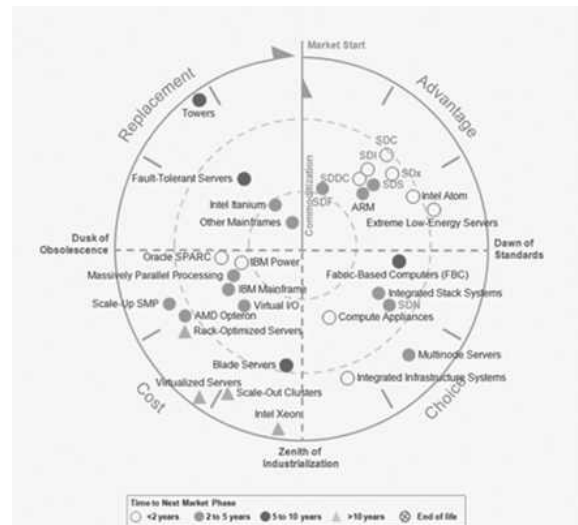 Market Start
Replacement
Advantage
Commoditization
Towers
SDC
SDI
SDx
SDDC
SDS
Fault-Tolerant Servers
SDF
ARM
Intel Atom
Intel Itanium
Extreme Low-Energy Servers
Other Mainframes
Dusk of
Obsolescence
Dawn of
Standards
Oracle SPARC
IBM Power
Fabric-Based Computers (FBC)
Massively Parallel Processing
IBM Mainframe
Integrated Stack Systems
Scale-Up SMP
Virtual I/O
SDN
AMD Opteron
Compute Appliances
Rack-Optimized Servers
Multinode Servers
Blade Servers
Integrated Infrastructure Systems
Virtualized Servers
Scale-Out Clusters
Cost
Choice
Intel Xeon
Zenith of
Industrialization
Time to Next Market Phase
<2 years
2 to 5 years
5 to 10 years
>10 years
End of life